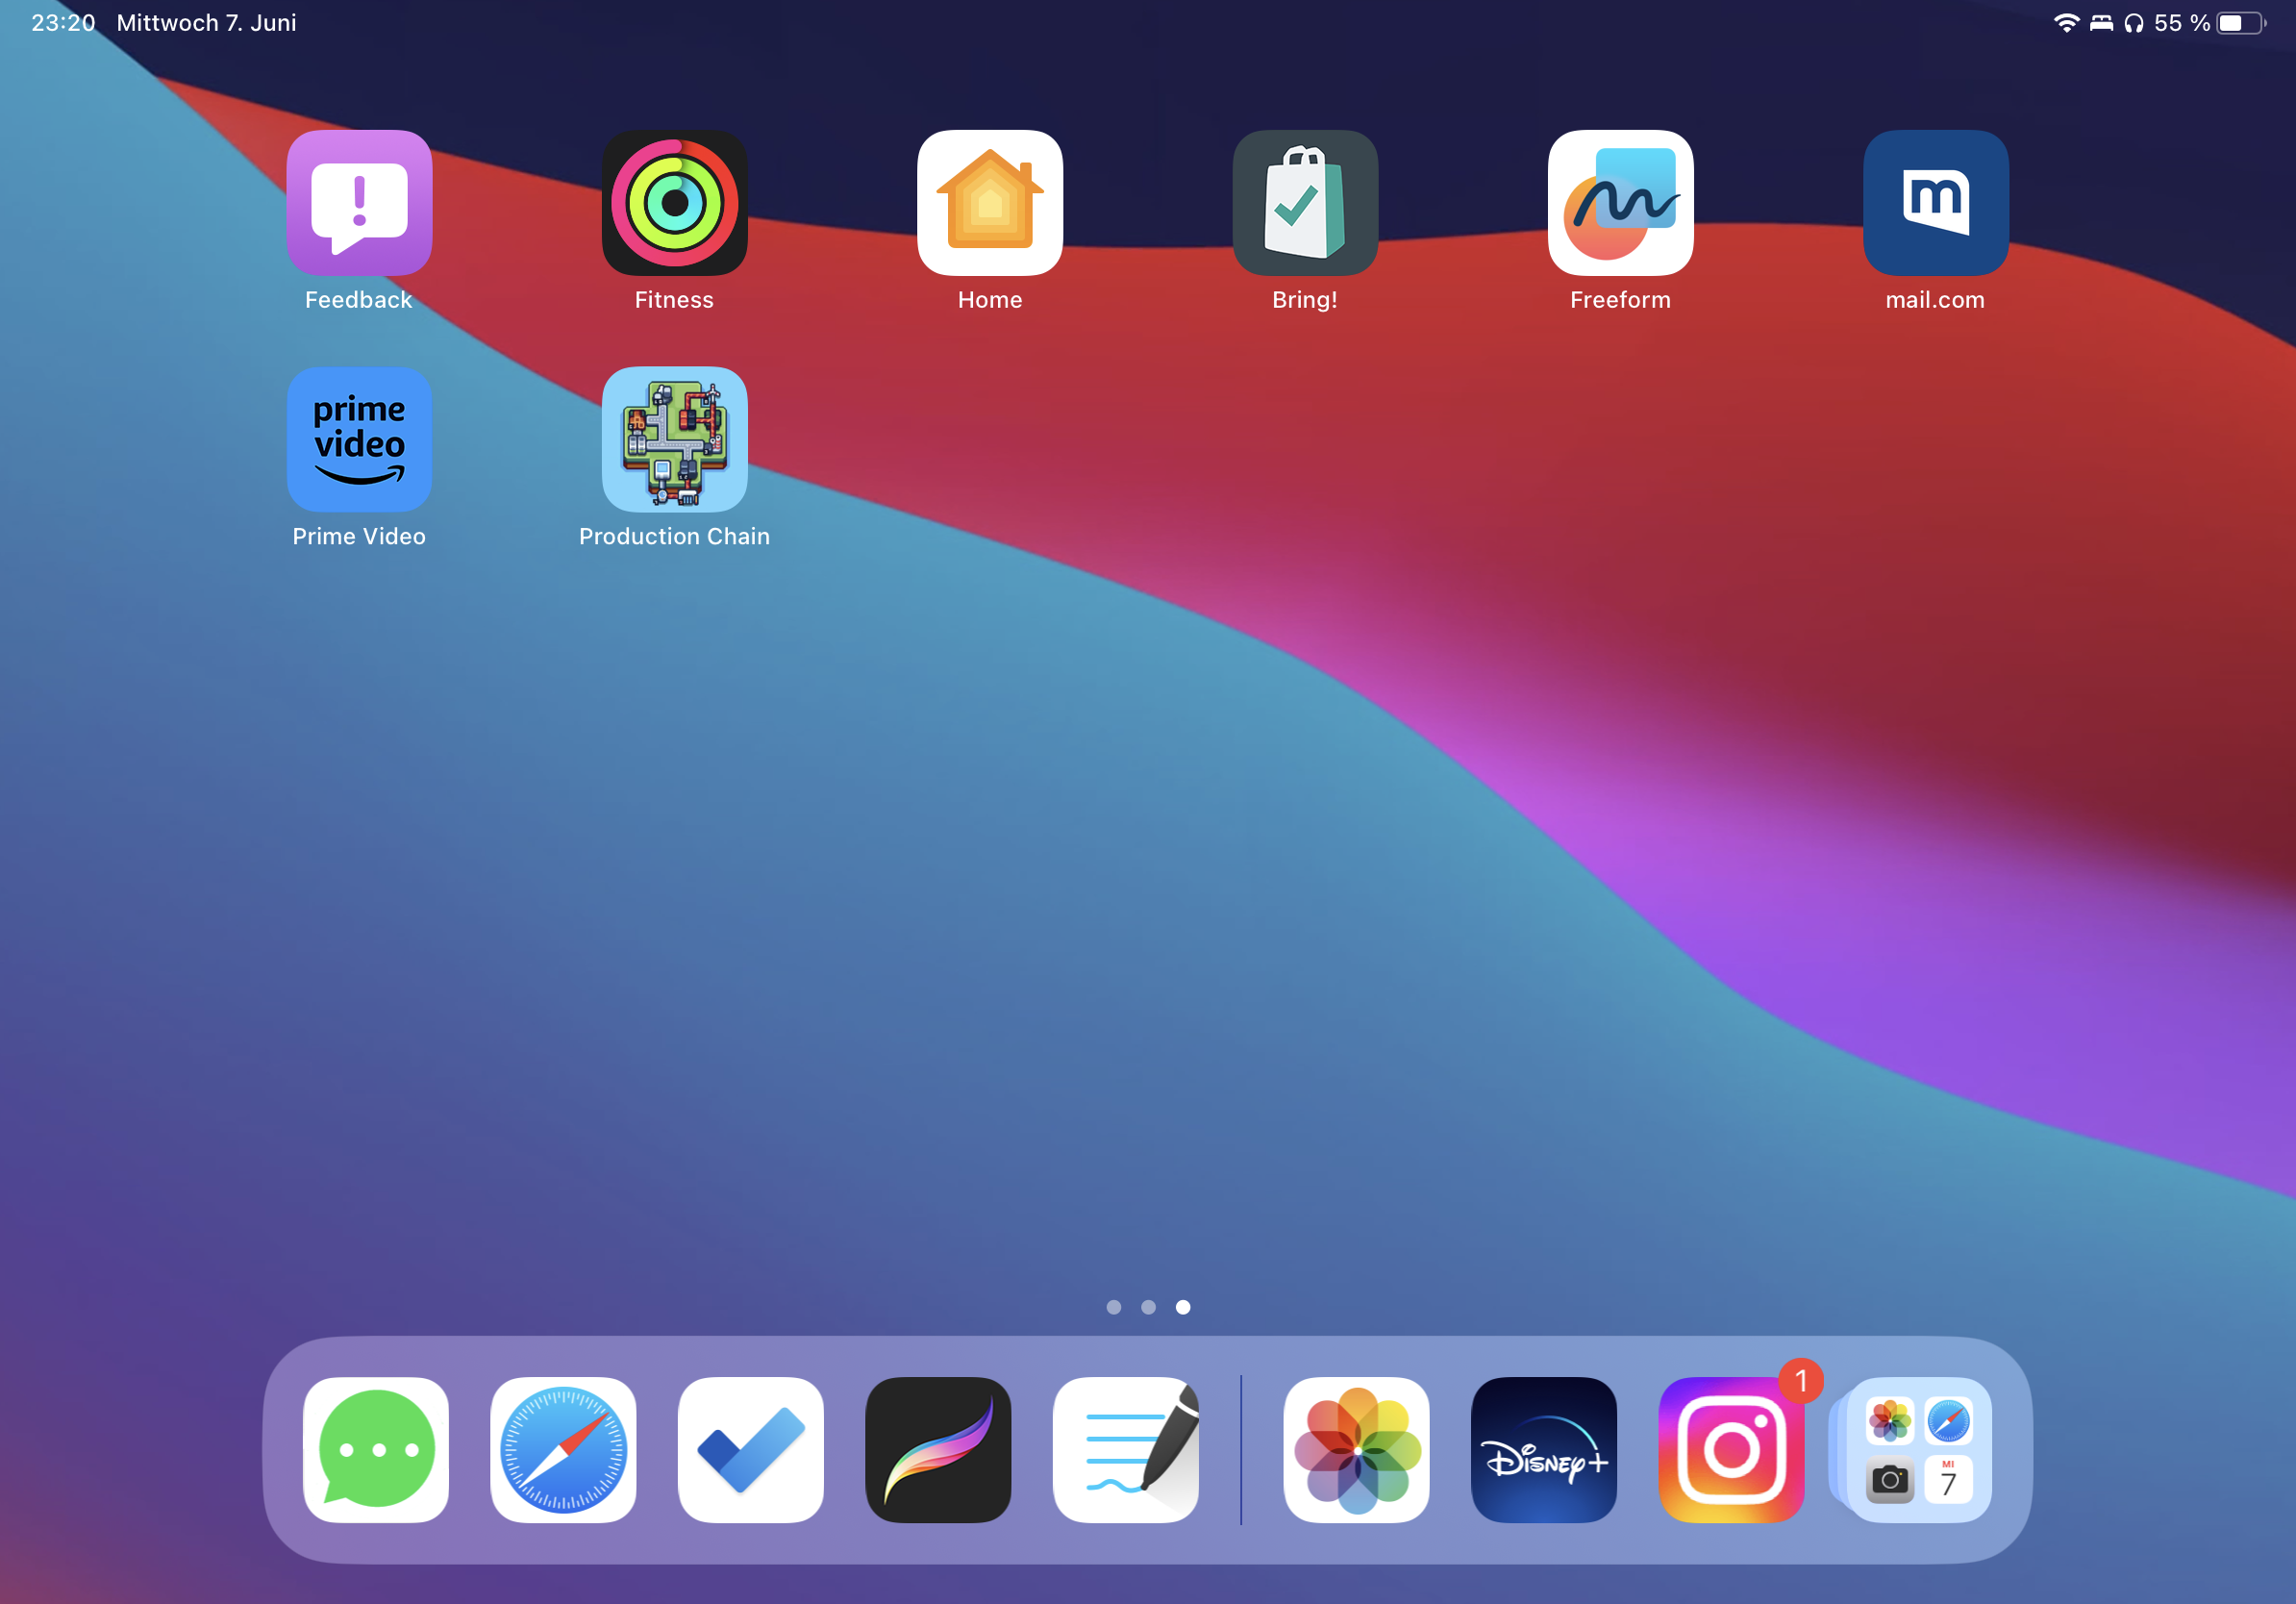 23:20 Mittwoch 7. Juni
55 %
Feedback
Fitness
Home
Bring!
Freeform
m
mail.com
prime
video
Prime Video
Production Chain
Disney+
1
MI
7